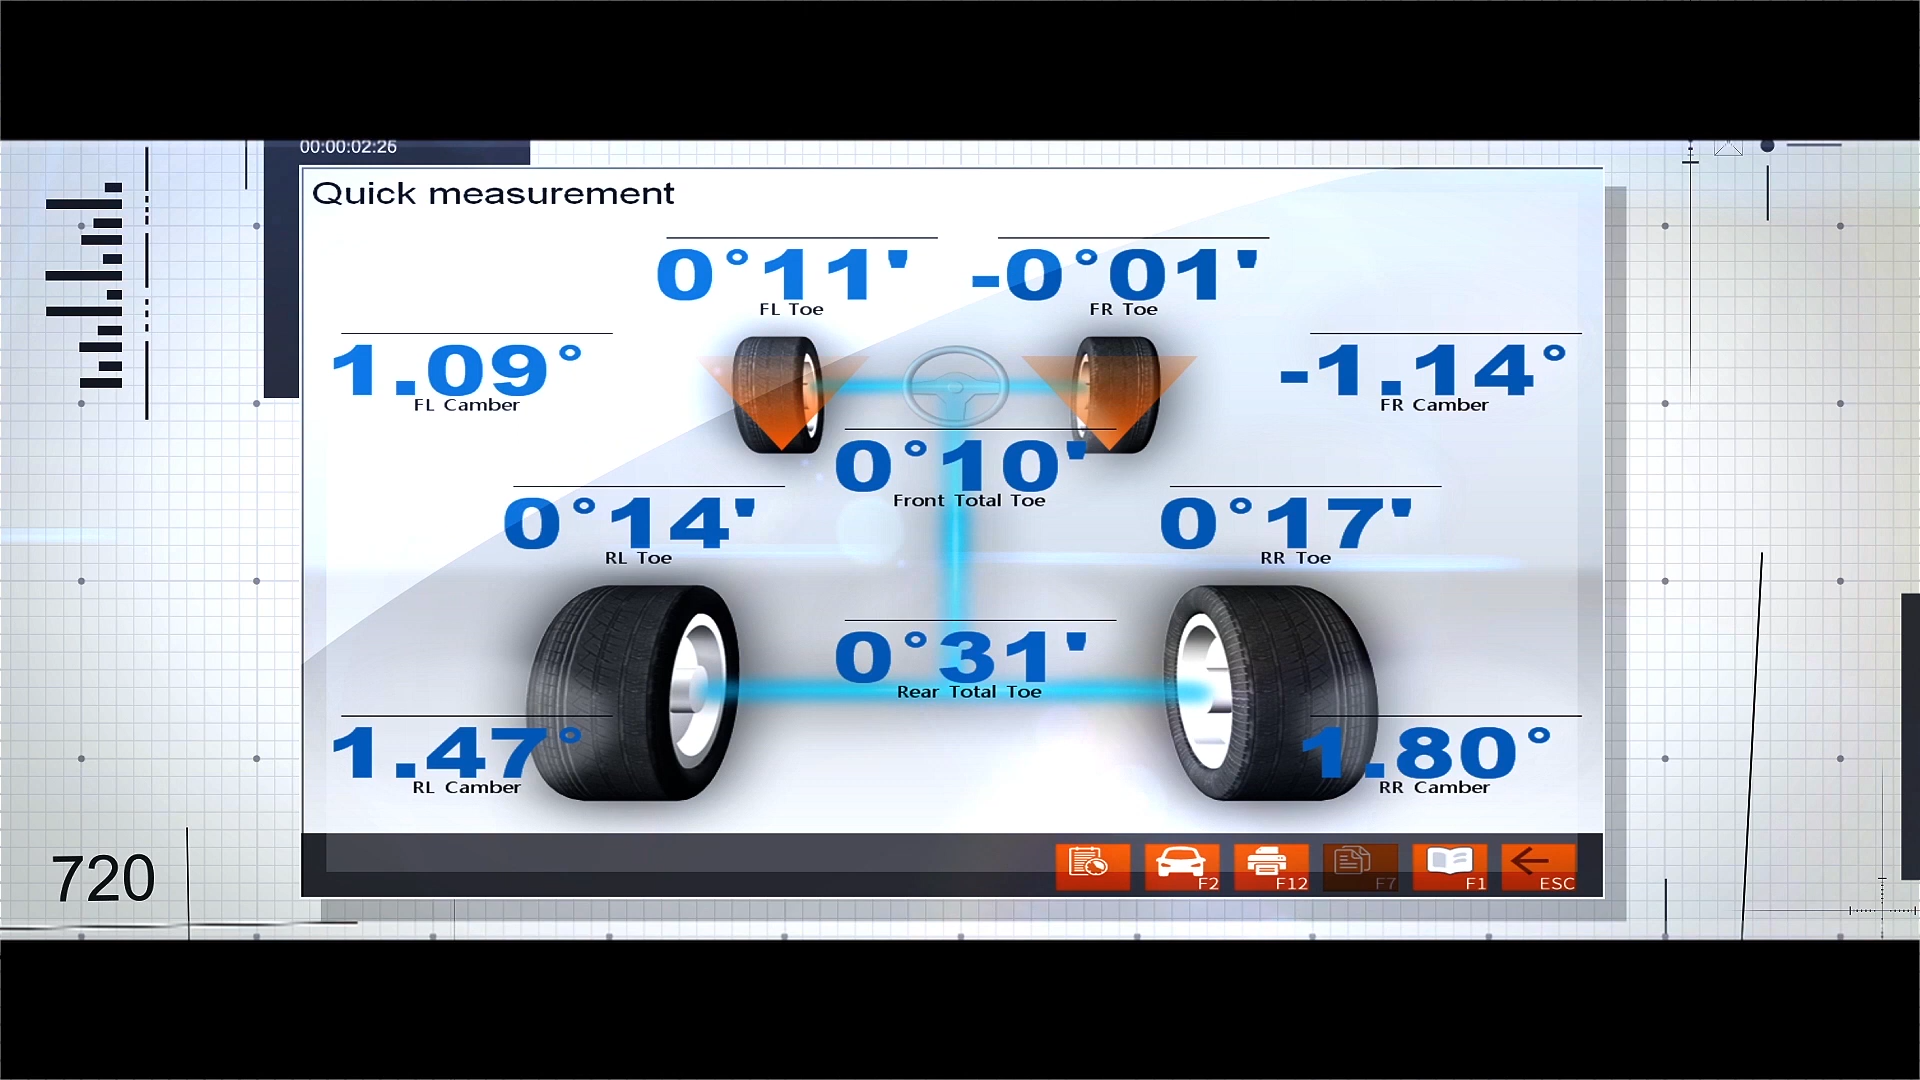 00:00:02:26
Quick measurement
0°11' -0°01'
FL Toe FR Toe
1.09° -1.14°
FL Camber FR Camber
0°10'
Front Total Toe
0°14' 0°17'
RL Toe RR Toe
0°31'
Rear Total Toe
1.47° 1.80°
RL Camber RR Camber
F2 F12 F7 F1 ESC
720